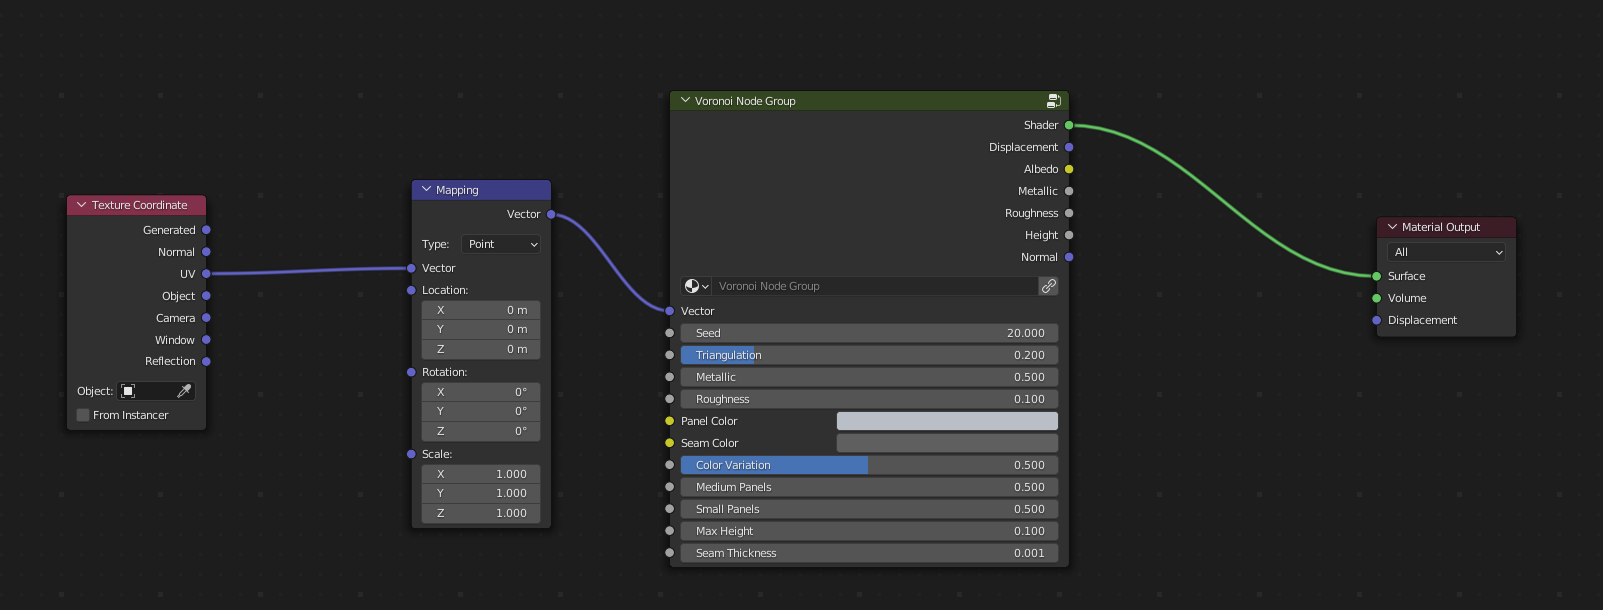 Texture Coordinate
Generated
Normal
UV
Object
Camera
Window
Reflection
Object:
From Instancer
Mapping
Vector
Type: Point
Vector
Location:
X 0 m
Y 0 m
Z 0 m
Rotation:
X 0°
Y 0°
Z 0°
Scale:
X 1.000
Y 1.000
Z 1.000
Voronoi Node Group
Shader
Displacement
Albedo
Metallic
Roughness
Height
Normal
Voronoi Node Group
Vector
Seed 20.000
Triangulation 0.200
Metallic 0.500
Roughness 0.100
Panel Color
Seam Color
Color Variation 0.500
Medium Panels 0.500
Small Panels 0.500
Max Height 0.100
Seam Thickness 0.001
Material Output
All
Surface
Volume
Displacement